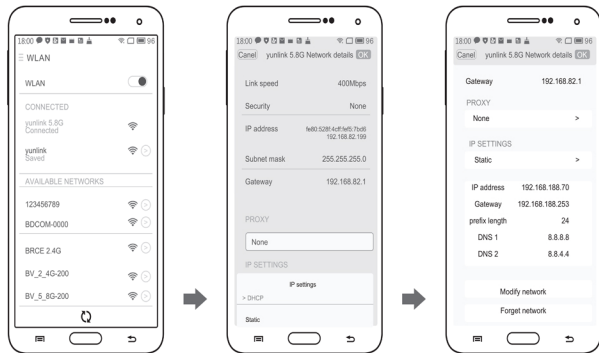 18:00 96
WLAN
WLAN
CONNECTED
yunlink 5.8G
Connected
yunlink
Saved
AVAILABLE NETWORKS
123456789
BDCOM-0000
BRCE 2.4G
BV_2_4G-200
BV_5_8G-200
18:00 96
Canel yunlink 5.8G Network details OK
Link speed 400Mbps
Security None
IP address fe80:528f:4cff:fef5:7bd6
192.168.82.199
Subnet mask 255.255.255.0
Gateway 192.168.82.1
PROXY
None
IP SETTINGS
IP settings
> DHCP
Static
18:00 96
Canel yunlink 5.8G Network details OK
Gateway 192.168.82.1
PROXY
None >
IP SETTINGS
Static >
IP address 192.168.188.70
Gateway 192.168.188.253
prefix length 24
DNS 1 8.8.8.8
DNS 2 8.8.4.4
Modify network
Forget network